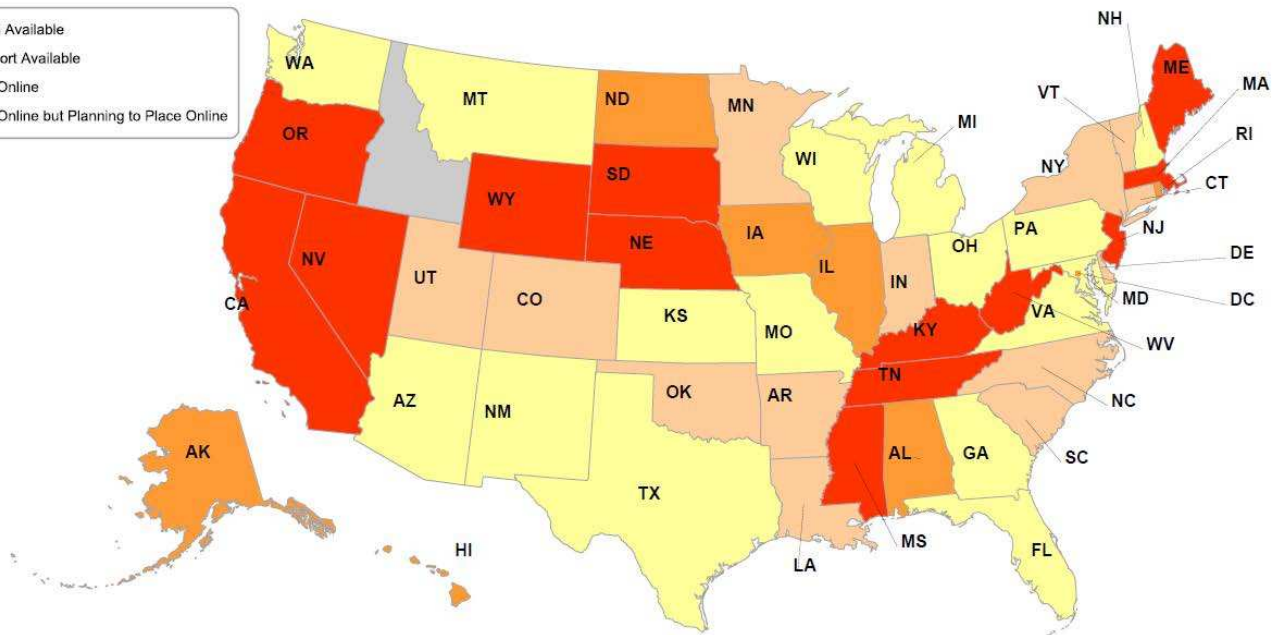 Available
ort Available
Online
Online but Planning to Place Online
WA
MT
ND
MN
OR
WY
SD
WI
MI
NH
VT
ME
MA
RI
NY
CT
NV
CA
UT
CO
NE
IA
IL
IN
OH
PA
NJ
DE
MD
DC
KS
MO
KY
VA
WV
AZ
NM
OK
AR
TN
NC
SC
AK
TX
AL
GA
HI
LA
MS
FL